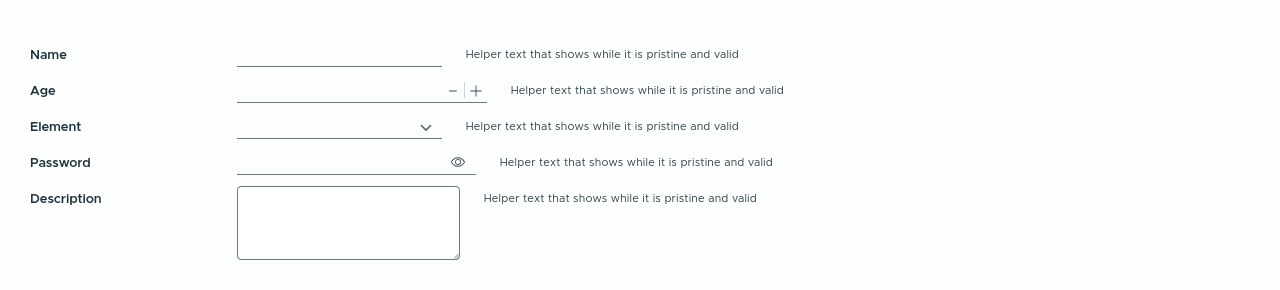 Name Helper text that shows while it is pristine and valid
Age Helper text that shows while it is pristine and valid
Element Helper text that shows while it is pristine and valid
Password Helper text that shows while it is pristine and valid
Description Helper text that shows while it is pristine and valid